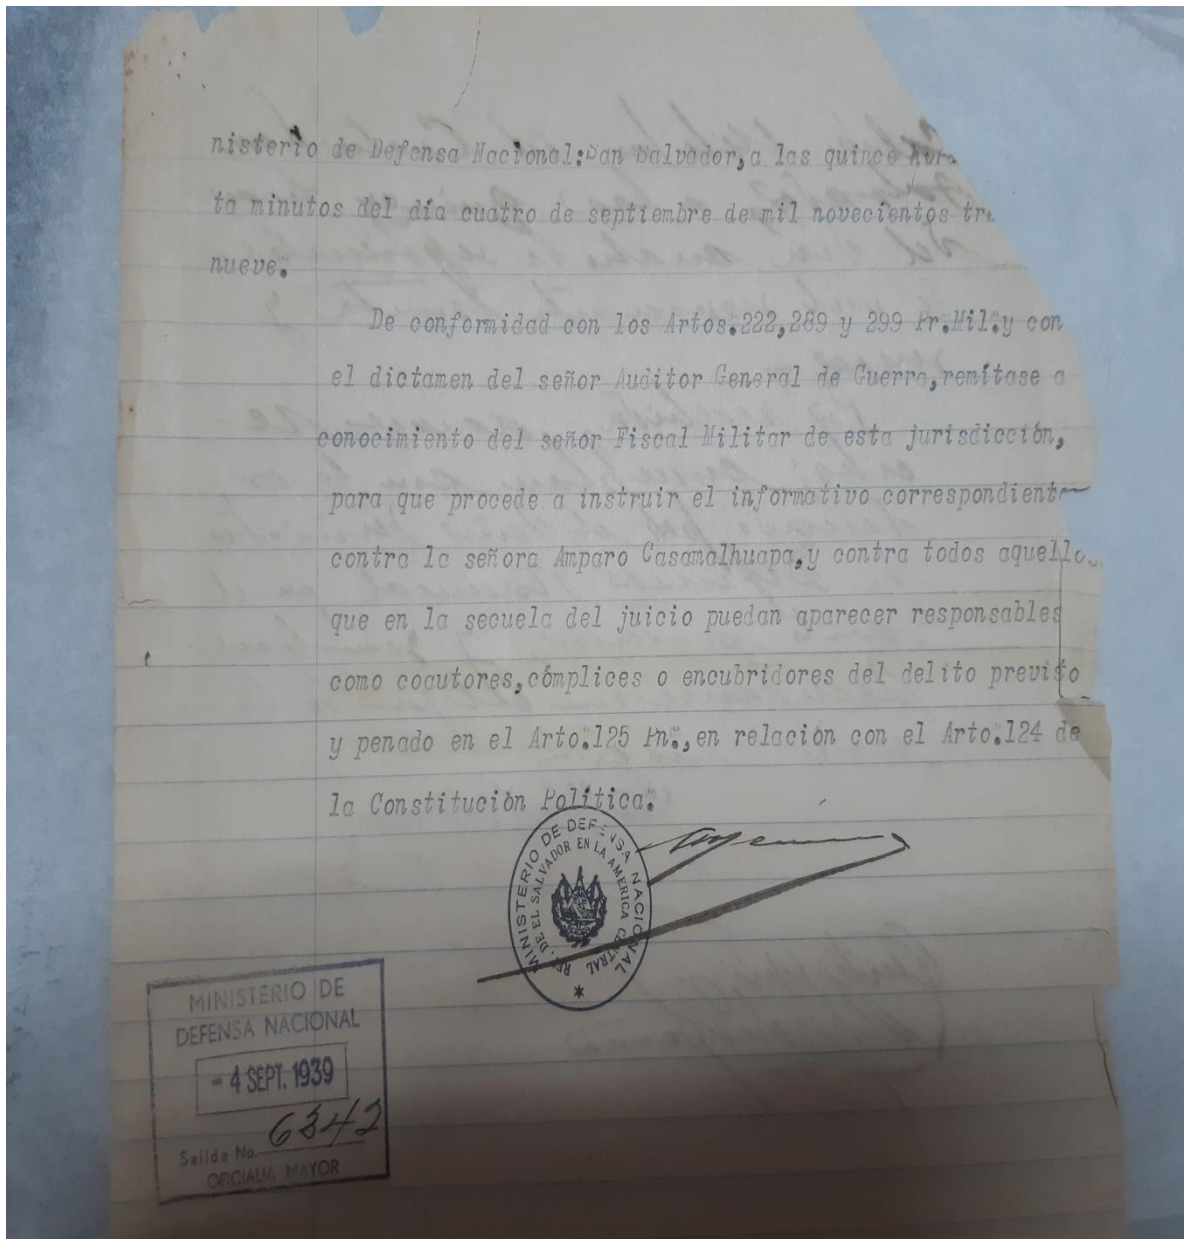 nisterio de Defensa Nacional:San Salvador,a las quince hor
ta minutos del día cuatro de septiembre de mil novecientos tre
nueve.
De conformidad con los Artos.222,289 y 299 Pr.Mil.y con
el dictamen del señor Auditor General de Guerra,remítase a
conocimiento del señor Fiscal Militar de esta jurisdicción,
para que procede a instruir el informativo correspondiente
contra la señora Amparo Casamalhuapa,y contra todos aquellos
que en la secuela del juicio puedan aparecer responsables
como coautores,cómplices o encubridores del delito previsto
y penado en el Arto.125 Pn.,en relación con el Arto.124 de
la Constitución Política.
MINISTERIO DE DEFENSA NACIONAL
REP. DE EL SALVADOR EN LA AMERICA CENTRAL
MINISTERIO DE
DEFENSA NACIONAL
- 4 SEPT. 1939
Salida No. 6342
OFICIALIA MAYOR